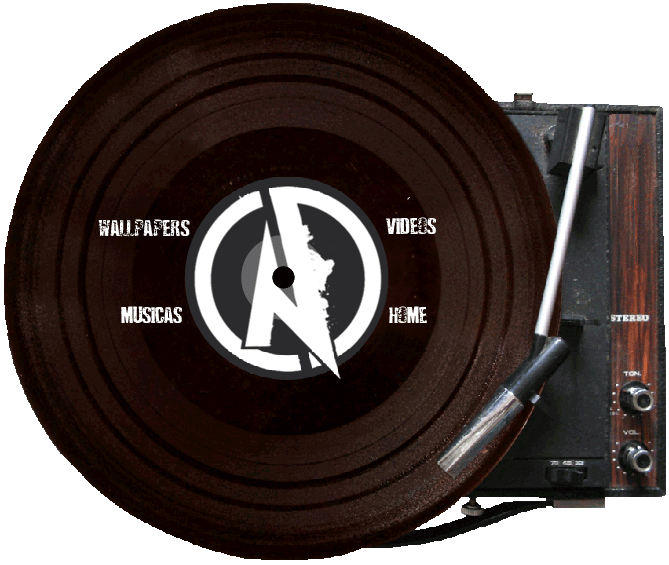 WALLPAPERS
VIDEOS
MUSICAS
HOME
STEREO
TON.
VOL.